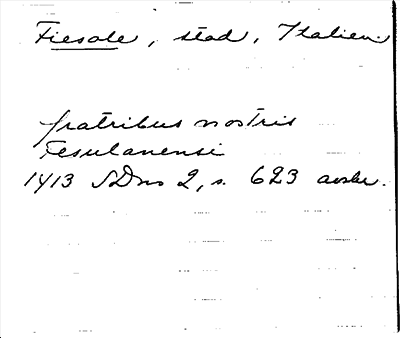 Fiesole, stad, Italien.
fratribus nostris
Fesulanensi
1413 SDns 2, s. 623 avskr.